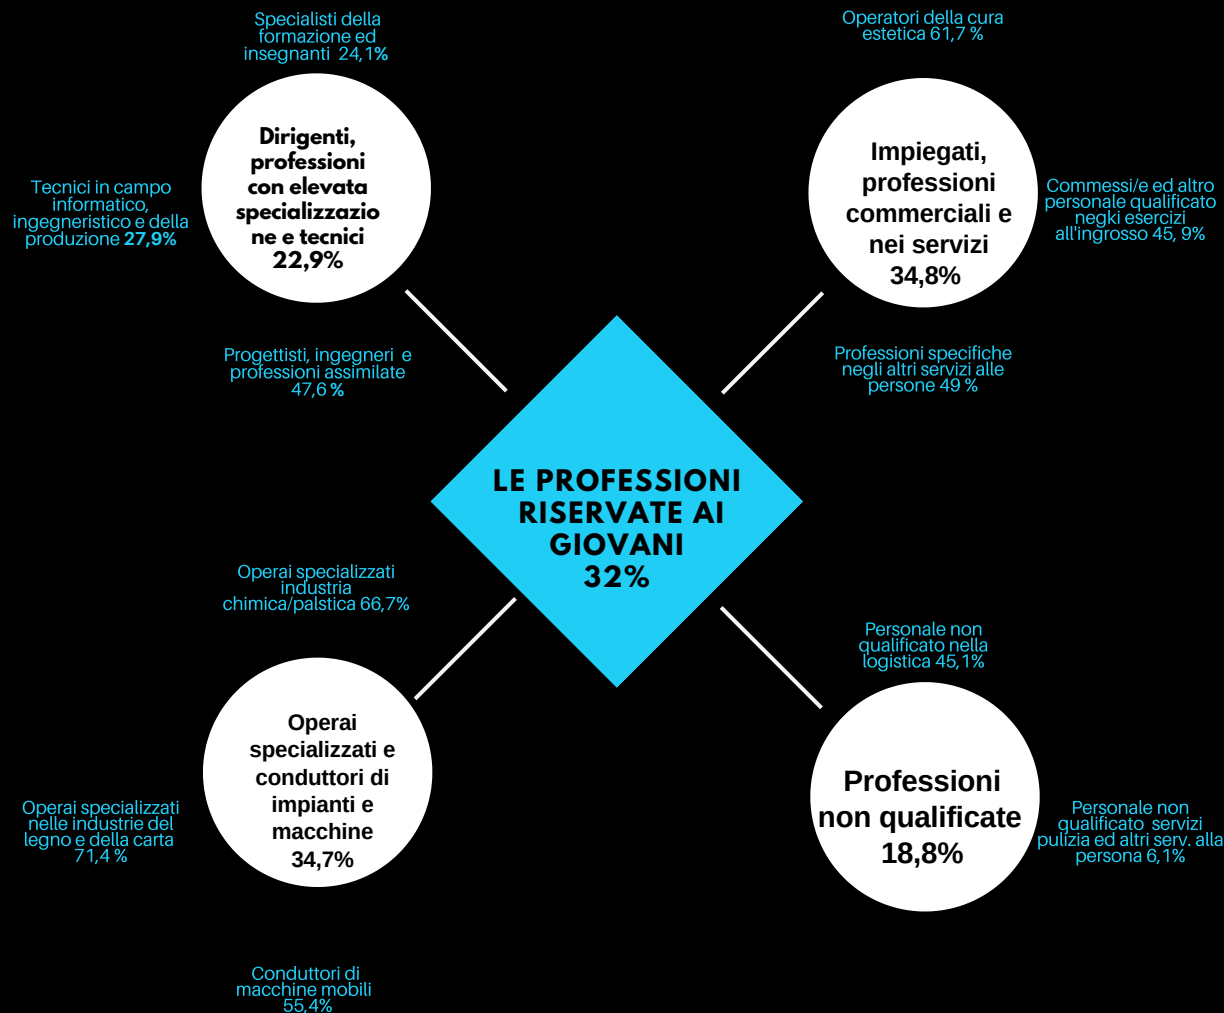 Specialisti della
formazione ed
insegnanti 24,1%
Dirigenti,
professioni
con elevata
specializzazio
ne e tecnici
22,9%
Tecnici in campo
informatico,
ingegneristico e della
produzione 27,9%
Progettisti, ingegneri e
professioni assimilate
47,6 %
Operatori della cura
estetica 61,7 %
Impiegati,
professioni
commerciali e
nei servizi
34,8%
Commessi/e ed altro
personale qualificato
negki esercizi
all'ingrosso 45, 9%
Professioni specifiche
negli altri servizi alle
persone 49 %
LE PROFESSIONI
RISERVATE AI
GIOVANI
32%
Operai specializzati
industria
chimica/palstica 66,7%
Operai
specializzati e
conduttori di
impianti e
macchine
34,7%
Operai specializzati
nelle industrie del
legno e della carta
71,4 %
Conduttori di
macchine mobili
55,4%
Personale non
qualificato nella
logistica 45,1%
Professioni
non qualificate
18,8%
Personale non
qualificato servizi
pulizia ed altri serv. alla
persona 6,1%